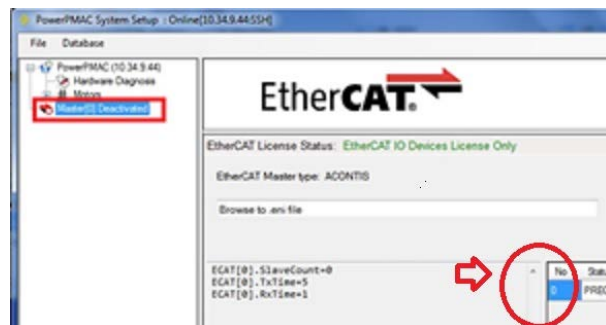 PowerPMAC System Setup : Online[10.34.9.44:SSH]
File Database
PowerPMAC (10.34.9.44)
Hardware Diagnosis
Motors
Master[0] Deactivated
EtherCAT.
EtherCAT License Status: EtherCAT IO Devices License Only
EtherCAT Master type: ACONTIS
Browse to .eni file
ECAT[0].SlaveCount=0
ECAT[0].TxTime=5
ECAT[0].RxTime=1
No
0